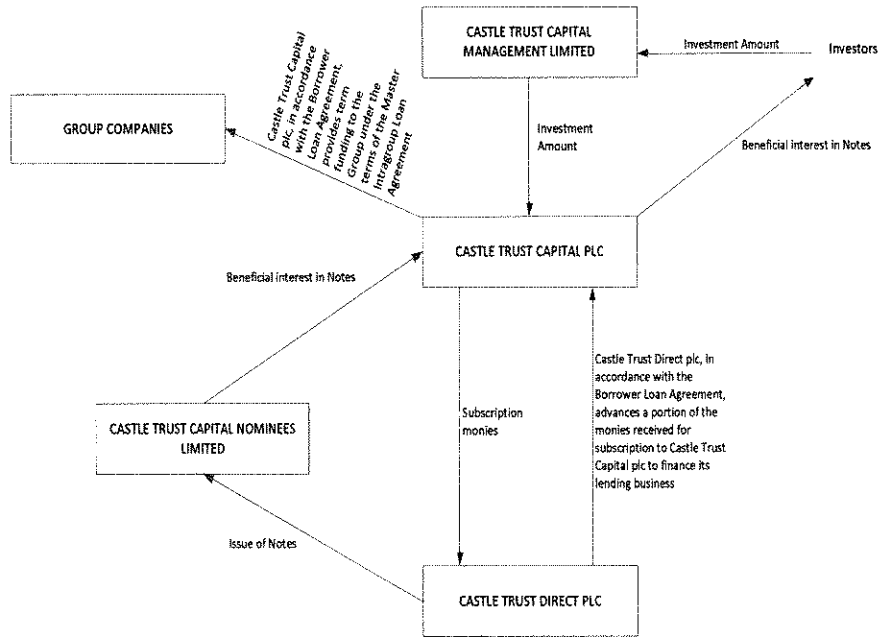 CASTLE TRUST CAPITAL
MANAGEMENT LIMITED
Investment Amount
Investors
GROUP COMPANIES
Castle Trust Capital
plc, in accordance
with the Borrower
Loan Agreement,
provides term
funding to the
Group under the
terms of the Master
Intragroup Loan
Agreement
Investment
Amount
Beneficial interest in Notes
CASTLE TRUST CAPITAL PLC
Beneficial interest in Notes
Castle Trust Direct plc, in
accordance with the
Borrower Loan Agreement,
advances a portion of the
monies received for
subscription to Castle Trust
Capital plc to finance its
lending business
Subscription
monies
CASTLE TRUST CAPITAL NOMINEES
LIMITED
Issue of Notes
CASTLE TRUST DIRECT PLC